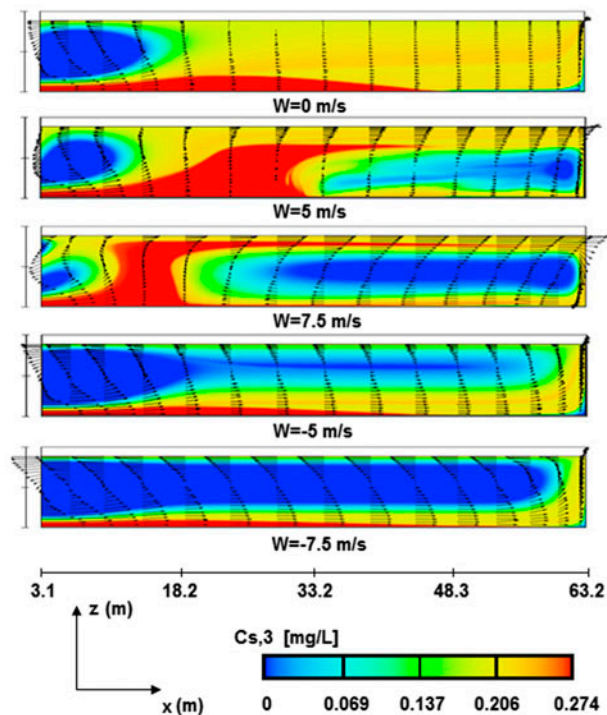 W=0 m/s
W=5 m/s
W=7.5 m/s
W=-5 m/s
W=-7.5 m/s
3.1 18.2 33.2 48.3 63.2
z (m)
x (m)
Cs,3 [mg/L]
0 0.069 0.137 0.206 0.274